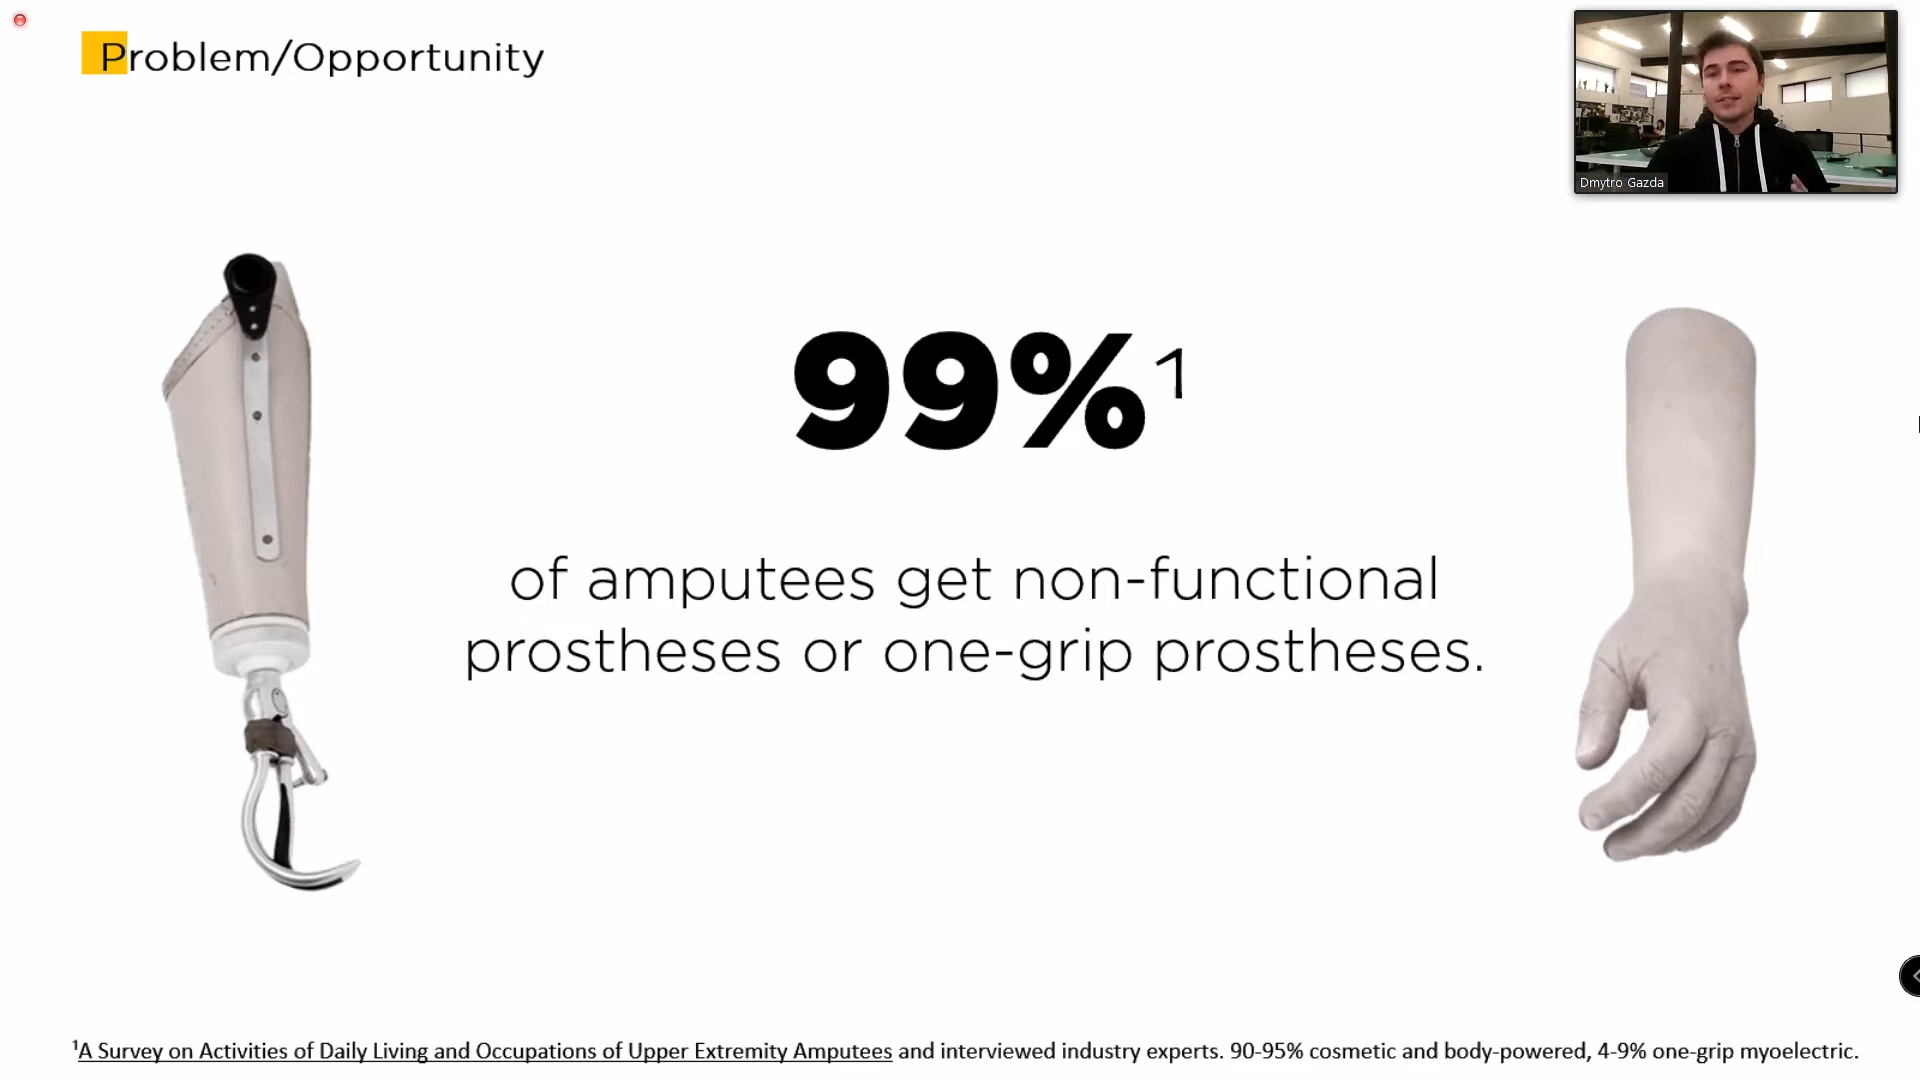 Problem/Opportunity
Dmytro Gazda
99%¹
of amputees get non-functional
prostheses or one-grip prostheses.
¹A Survey on Activities of Daily Living and Occupations of Upper Extremity Amputees and interviewed industry experts. 90-95% cosmetic and body-powered, 4-9% one-grip myoelectric.